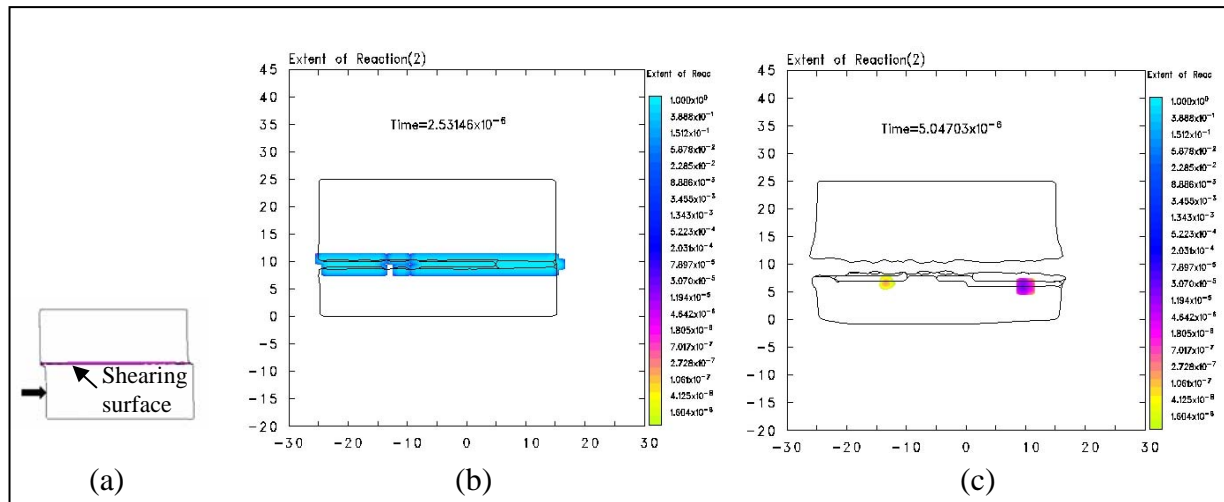 Extent of Reaction(2)
Extent of Reac
45
40
35
30
25
20
15
10
5
0
-5
-10
-15
-20
-30
-20
-10
0
10
20
30
Time=2.53146x10⁻⁶
1.000x10⁰
3.888x10⁻¹
1.512x10⁻¹
5.878x10⁻²
2.285x10⁻²
8.886x10⁻³
3.455x10⁻³
1.343x10⁻³
5.223x10⁻⁴
2.031x10⁻⁴
7.897x10⁻⁵
3.070x10⁻⁵
1.194x10⁻⁵
4.642x10⁻⁶
1.805x10⁻⁶
7.017x10⁻⁷
2.728x10⁻⁷
1.061x10⁻⁷
4.125x10⁻⁸
Extent of Reaction(2)
Extent of Reac
45
40
35
30
25
20
15
10
5
0
-5
-10
-15
-20
-30
-20
-10
0
10
20
30
Time=5.04703x10⁻⁶
1.000x10⁰
3.888x10⁻¹
1.512x10⁻¹
5.878x10⁻²
2.285x10⁻²
8.886x10⁻³
3.455x10⁻³
1.343x10⁻³
5.223x10⁻⁴
2.031x10⁻⁴
7.897x10⁻⁵
3.070x10⁻⁵
1.194x10⁻⁵
4.642x10⁻⁶
1.805x10⁻⁶
7.017x10⁻⁷
2.728x10⁻⁷
1.061x10⁻⁷
4.125x10⁻⁸
Shearing
surface
(a)
(b)
(c)